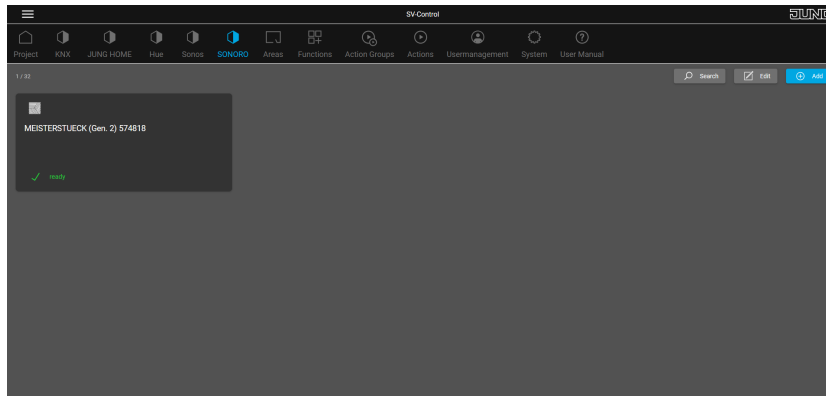 SV-Control
JUNG
Project KNX JUNG HOME Hue Sonos SONORO Areas Functions Action Groups Actions Usermanagement System User Manual
1 / 32
Search Edit Add
MEISTERSTUECK (Gen. 2) 574818
ready